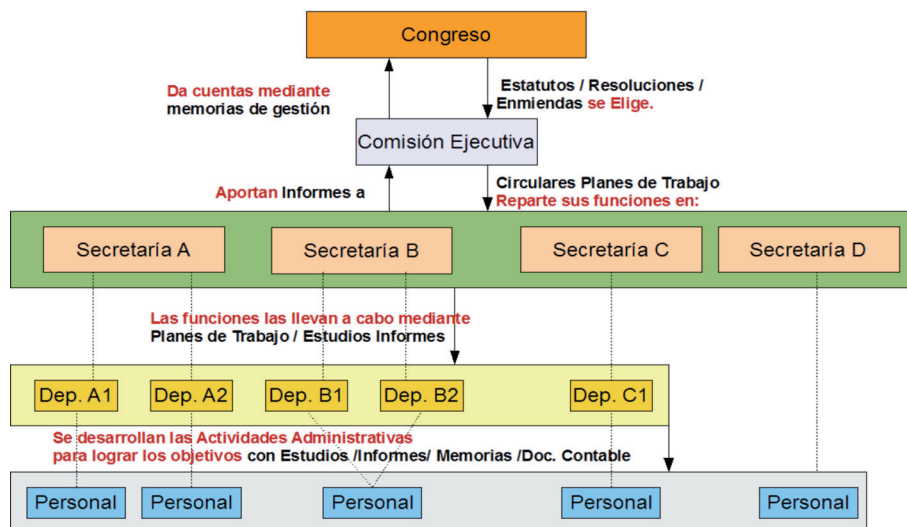 Congreso
Da cuentas mediante
memorias de gestión
Estatutos / Resoluciones /
Enmiendas se Elige.
Comisión Ejecutiva
Aportan Informes a
Circulares Planes de Trabajo
Reparte sus funciones en:
Secretaría A
Secretaría B
Secretaría C
Secretaría D
Las funciones las llevan a cabo mediante
Planes de Trabajo / Estudios Informes
Dep. A1
Dep. A2
Dep. B1
Dep. B2
Dep. C1
Se desarrollan las Actividades Administrativas
para lograr los objetivos con Estudios /Informes/ Memorias /Doc. Contable
Personal
Personal
Personal
Personal
Personal